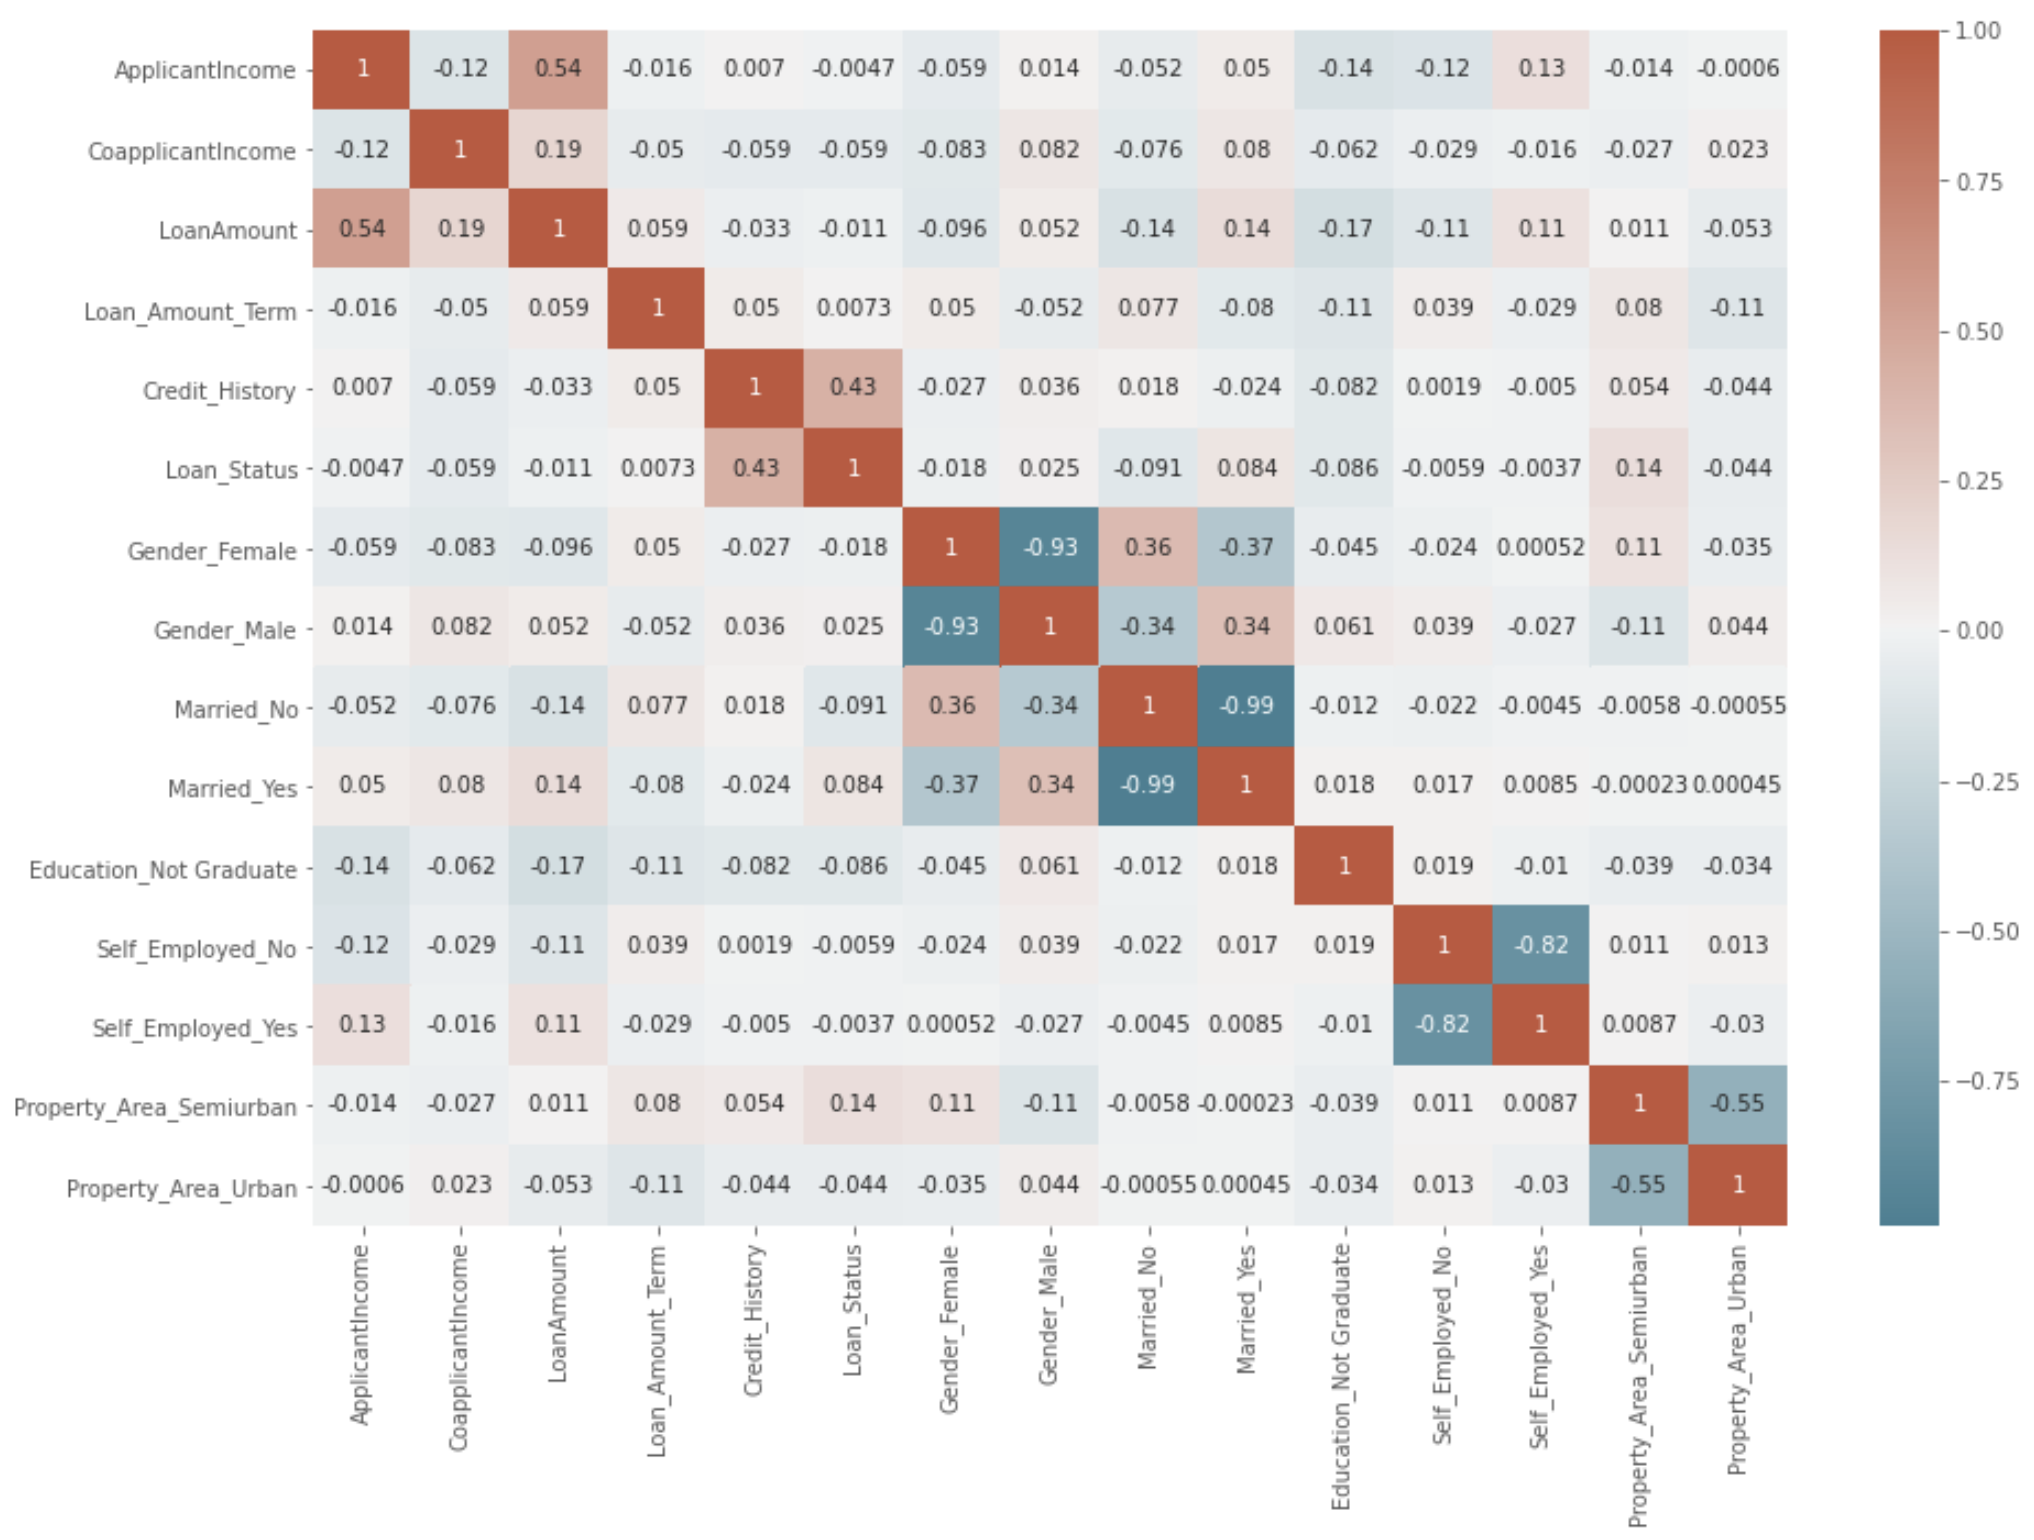 ApplicantIncome 1 -0.12 0.54 -0.016 0.007 -0.0047 -0.059 0.014 -0.052 0.05 -0.14 -0.12 0.13 -0.014 -0.0006
CoapplicantIncome -0.12 1 0.19 -0.05 -0.059 -0.059 -0.083 0.082 -0.076 0.08 -0.062 -0.029 -0.016 -0.027 0.023
LoanAmount 0.54 0.19 1 0.059 -0.033 -0.011 -0.096 0.052 -0.14 0.14 -0.17 -0.11 0.11 0.011 -0.053
Loan_Amount_Term -0.016 -0.05 0.059 1 0.05 0.0073 0.05 -0.052 0.077 -0.08 -0.11 0.039 -0.029 0.08 -0.11
Credit_History 0.007 -0.059 -0.033 0.05 1 0.43 -0.027 0.036 0.018 -0.024 -0.082 0.0019 -0.005 0.054 -0.044
Loan_Status -0.0047 -0.059 -0.011 0.0073 0.43 1 -0.018 0.025 -0.091 0.084 -0.086 -0.0059 -0.0037 0.14 -0.044
Gender_Female -0.059 -0.083 -0.096 0.05 -0.027 -0.018 1 -0.93 0.36 -0.37 -0.045 -0.024 0.00052 0.11 -0.035
Gender_Male 0.014 0.082 0.052 -0.052 0.036 0.025 -0.93 1 -0.34 0.34 0.061 0.039 -0.027 -0.11 0.044
Married_No -0.052 -0.076 -0.14 0.077 0.018 -0.091 0.36 -0.34 1 -0.99 -0.012 -0.022 -0.0045 -0.0058 -0.00055
Married_Yes 0.05 0.08 0.14 -0.08 -0.024 0.084 -0.37 0.34 -0.99 1 0.018 0.017 0.0085 -0.00023 0.00045
Education_Not Graduate -0.14 -0.062 -0.17 -0.11 -0.082 -0.086 -0.045 0.061 -0.012 0.018 1 0.019 -0.01 -0.039 -0.034
Self_Employed_No -0.12 -0.029 -0.11 0.039 0.0019 -0.0059 -0.024 0.039 -0.022 0.017 0.019 1 -0.82 0.011 0.013
Self_Employed_Yes 0.13 -0.016 0.11 -0.029 -0.005 -0.0037 0.00052 -0.027 -0.0045 0.0085 -0.01 -0.82 1 0.0087 -0.03
Property_Area_Semiurban -0.014 -0.027 0.011 0.08 0.054 0.14 0.11 -0.11 -0.0058 -0.00023 -0.039 0.011 0.0087 1 -0.55
Property_Area_Urban -0.0006 0.023 -0.053 -0.11 -0.044 -0.044 -0.035 0.044 -0.00055 0.00045 -0.034 0.013 -0.03 -0.55 1
ApplicantIncome
CoapplicantIncome
LoanAmount
Loan_Amount_Term
Credit_History
Loan_Status
Gender_Female
Gender_Male
Married_No
Married_Yes
Education_Not Graduate
Self_Employed_No
Self_Employed_Yes
Property_Area_Semiurban
Property_Area_Urban
1.00
0.75
0.50
0.25
0.00
−0.25
−0.50
−0.75